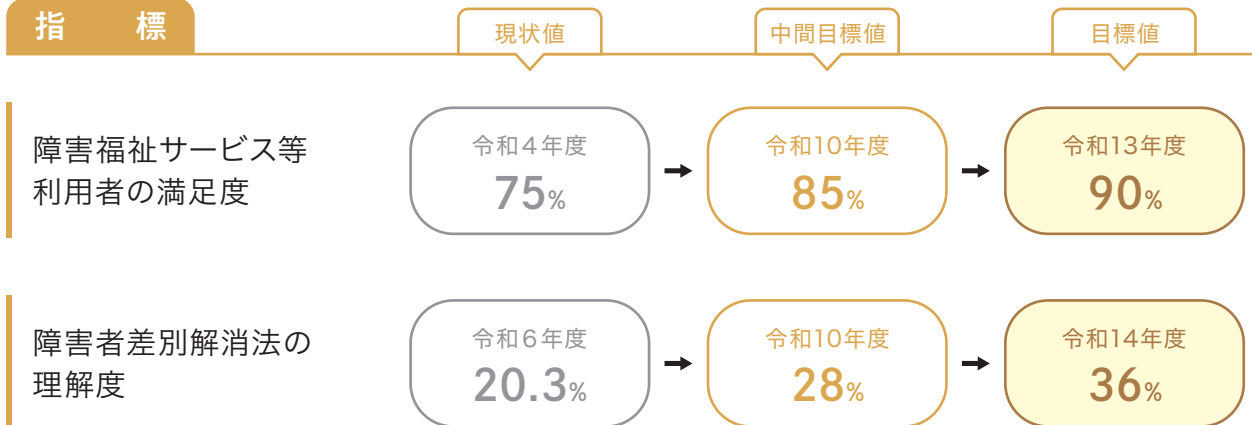 指標
現状値
中間目標値
目標値
障害福祉サービス等
利用者の満足度
令和4年度
75%
令和10年度
85%
令和13年度
90%
障害者差別解消法の
理解度
令和6年度
20.3%
令和10年度
28%
令和14年度
36%